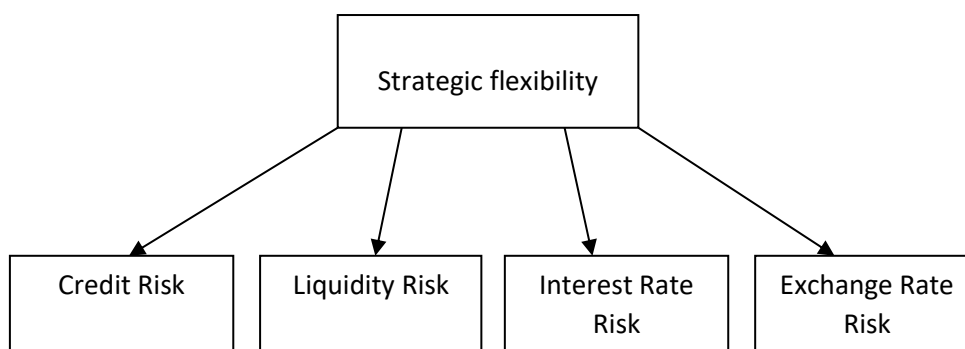 Strategic flexibility
Credit Risk
Liquidity Risk
Interest Rate
Risk
Exchange Rate
Risk